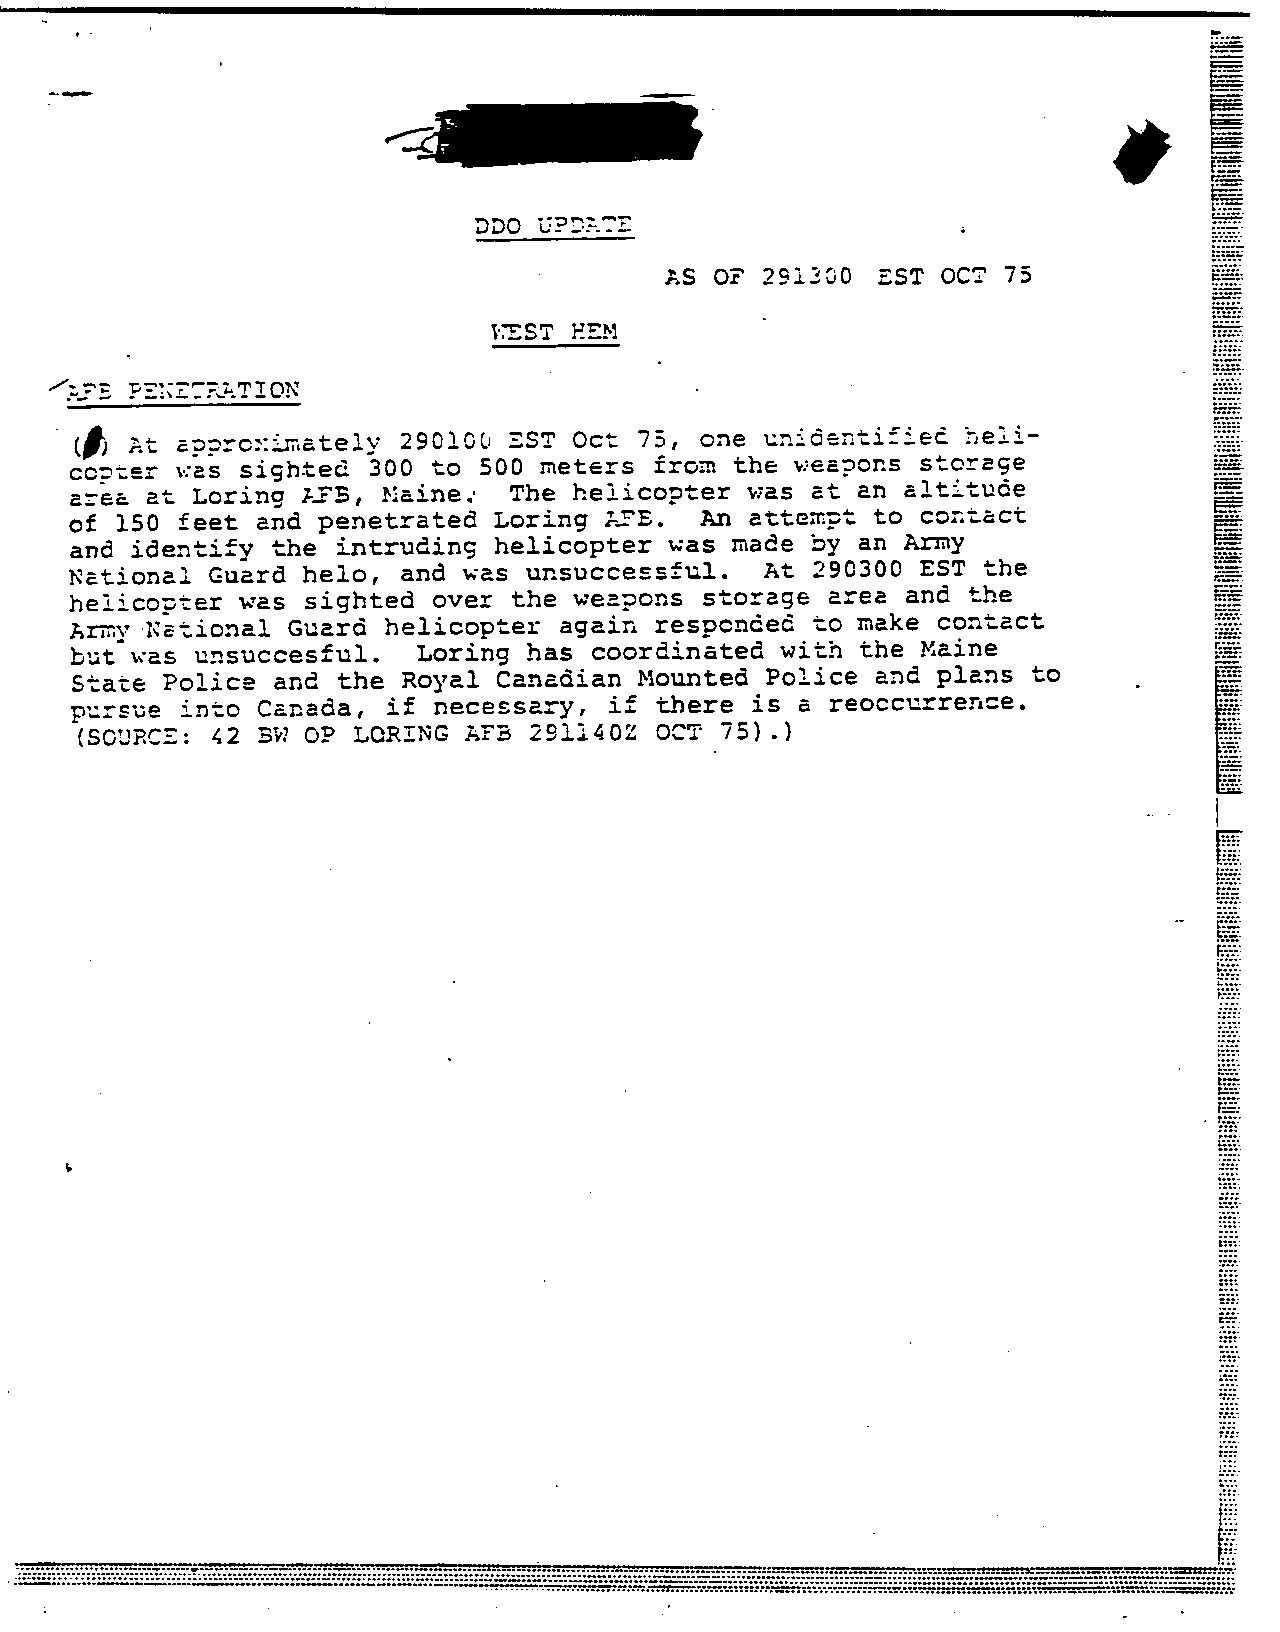 DDO UPDATE
AS OF 291300 EST OCT 75
WEST HEM
AFB PENETRATION
( ) At approximately 290100 EST Oct 75, one unidentified heli-
copter was sighted 300 to 500 meters from the weapons storage
area at Loring AFB, Maine. The helicopter was at an altitude
of 150 feet and penetrated Loring AFB. An attempt to contact
and identify the intruding helicopter was made by an Army
National Guard helo, and was unsuccessful. At 290300 EST the
helicopter was sighted over the weapons storage area and the
Army National Guard helicopter again responded to make contact
but was unsuccesful. Loring has coordinated with the Maine
State Police and the Royal Canadian Mounted Police and plans to
pursue into Canada, if necessary, if there is a reoccurrence.
(SOURCE: 42 BW OP LORING AFB 291140Z OCT 75).)